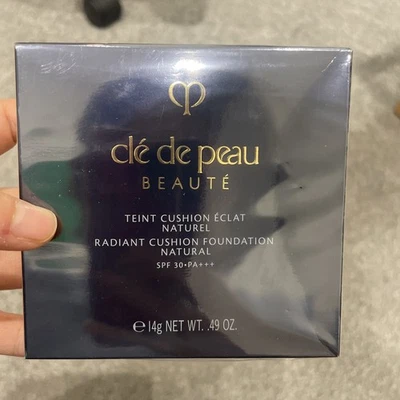 clé de peau
BEAUTÉ
TEINT CUSHION ÉCLAT
NATUREL
RADIANT CUSHION FOUNDATION
NATURAL
SPF 30•PA+++
℮ 14g NET WT. .49 OZ.